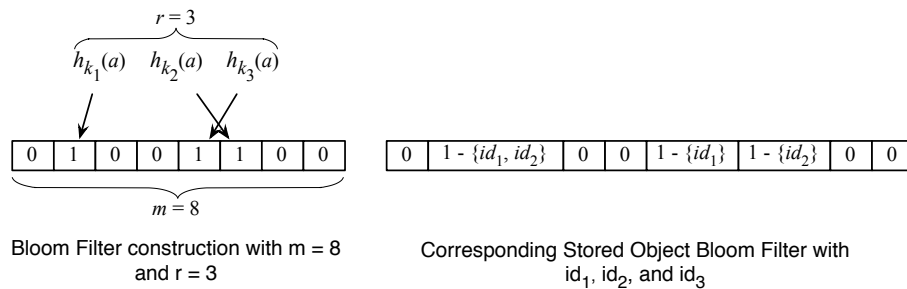 r = 3
h_{k_1}(a) h_{k_2}(a) h_{k_3}(a)
0 1 0 0 1 1 0 0
0 1 - {id_1, id_2} 0 0 1 - {id_1} 1 - {id_2} 0 0
m = 8
Bloom Filter construction with m = 8
and r = 3
Corresponding Stored Object Bloom Filter with
id_1, id_2, and id_3